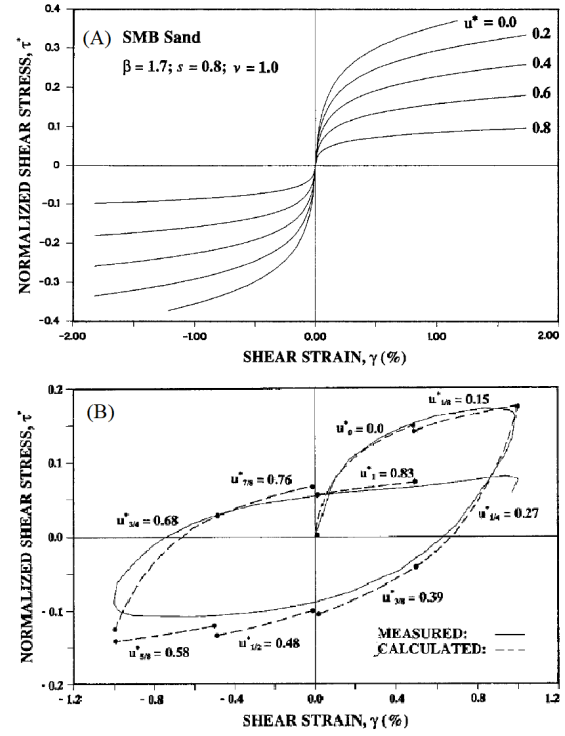 (A) SMB Sand
β = 1.7; s = 0.8; ν = 1.0
u* = 0.0
0.2
0.4
0.6
0.8
NORMALIZED SHEAR STRESS, τ*
0.4
0.3
0.2
0.1
0
-0.1
-0.2
-0.3
-0.4
-2.00 -1.00 0.00 1.00 2.00
SHEAR STRAIN, γ (%)
(B)
NORMALIZED SHEAR STRESS, τ*
0.2
0.1
0.0
-0.1
-0.2
u*1/8 = 0.15
u*0 = 0.0
u*7/8 = 0.76
u*1 = 0.83
u*3/4 = 0.68
u*1/4 = 0.27
u*3/8 = 0.39
u*1/2 = 0.48
u*5/8 = 0.58
MEASURED:
CALCULATED:
-1.2 -0.8 -0.4 0.0 0.4 0.8 1.2
SHEAR STRAIN, γ (%)